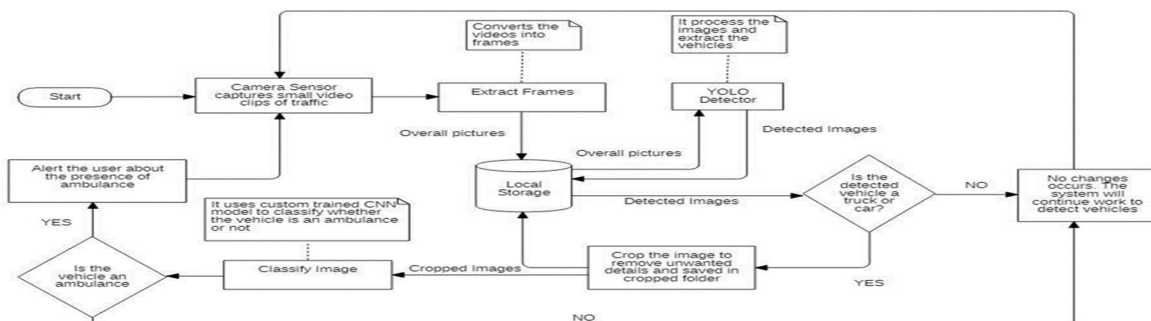 Converts the
videos into
frames
It process the
images and
extract the
vehicles
Start
Camera Sensor
captures small video
clips of traffic
Extract Frames
YOLO
Detector
Overall pictures
Detected Images
Alert the user about
the presence of
ambulance
Local
Storage
Overall pictures
Is the
detected
vehicle a
truck or
car?
NO
No changes
occurs. The
system will
continue work to
detect vehicles
Detected Images
It uses custom trained CNN
model to classify whether
the vehicle is an ambulance
or not
YES
Is the
vehicle an
ambulance
Classify Image
Cropped Images
Crop the image to
remove unwanted
details and saved in
cropped folder
YES
NO